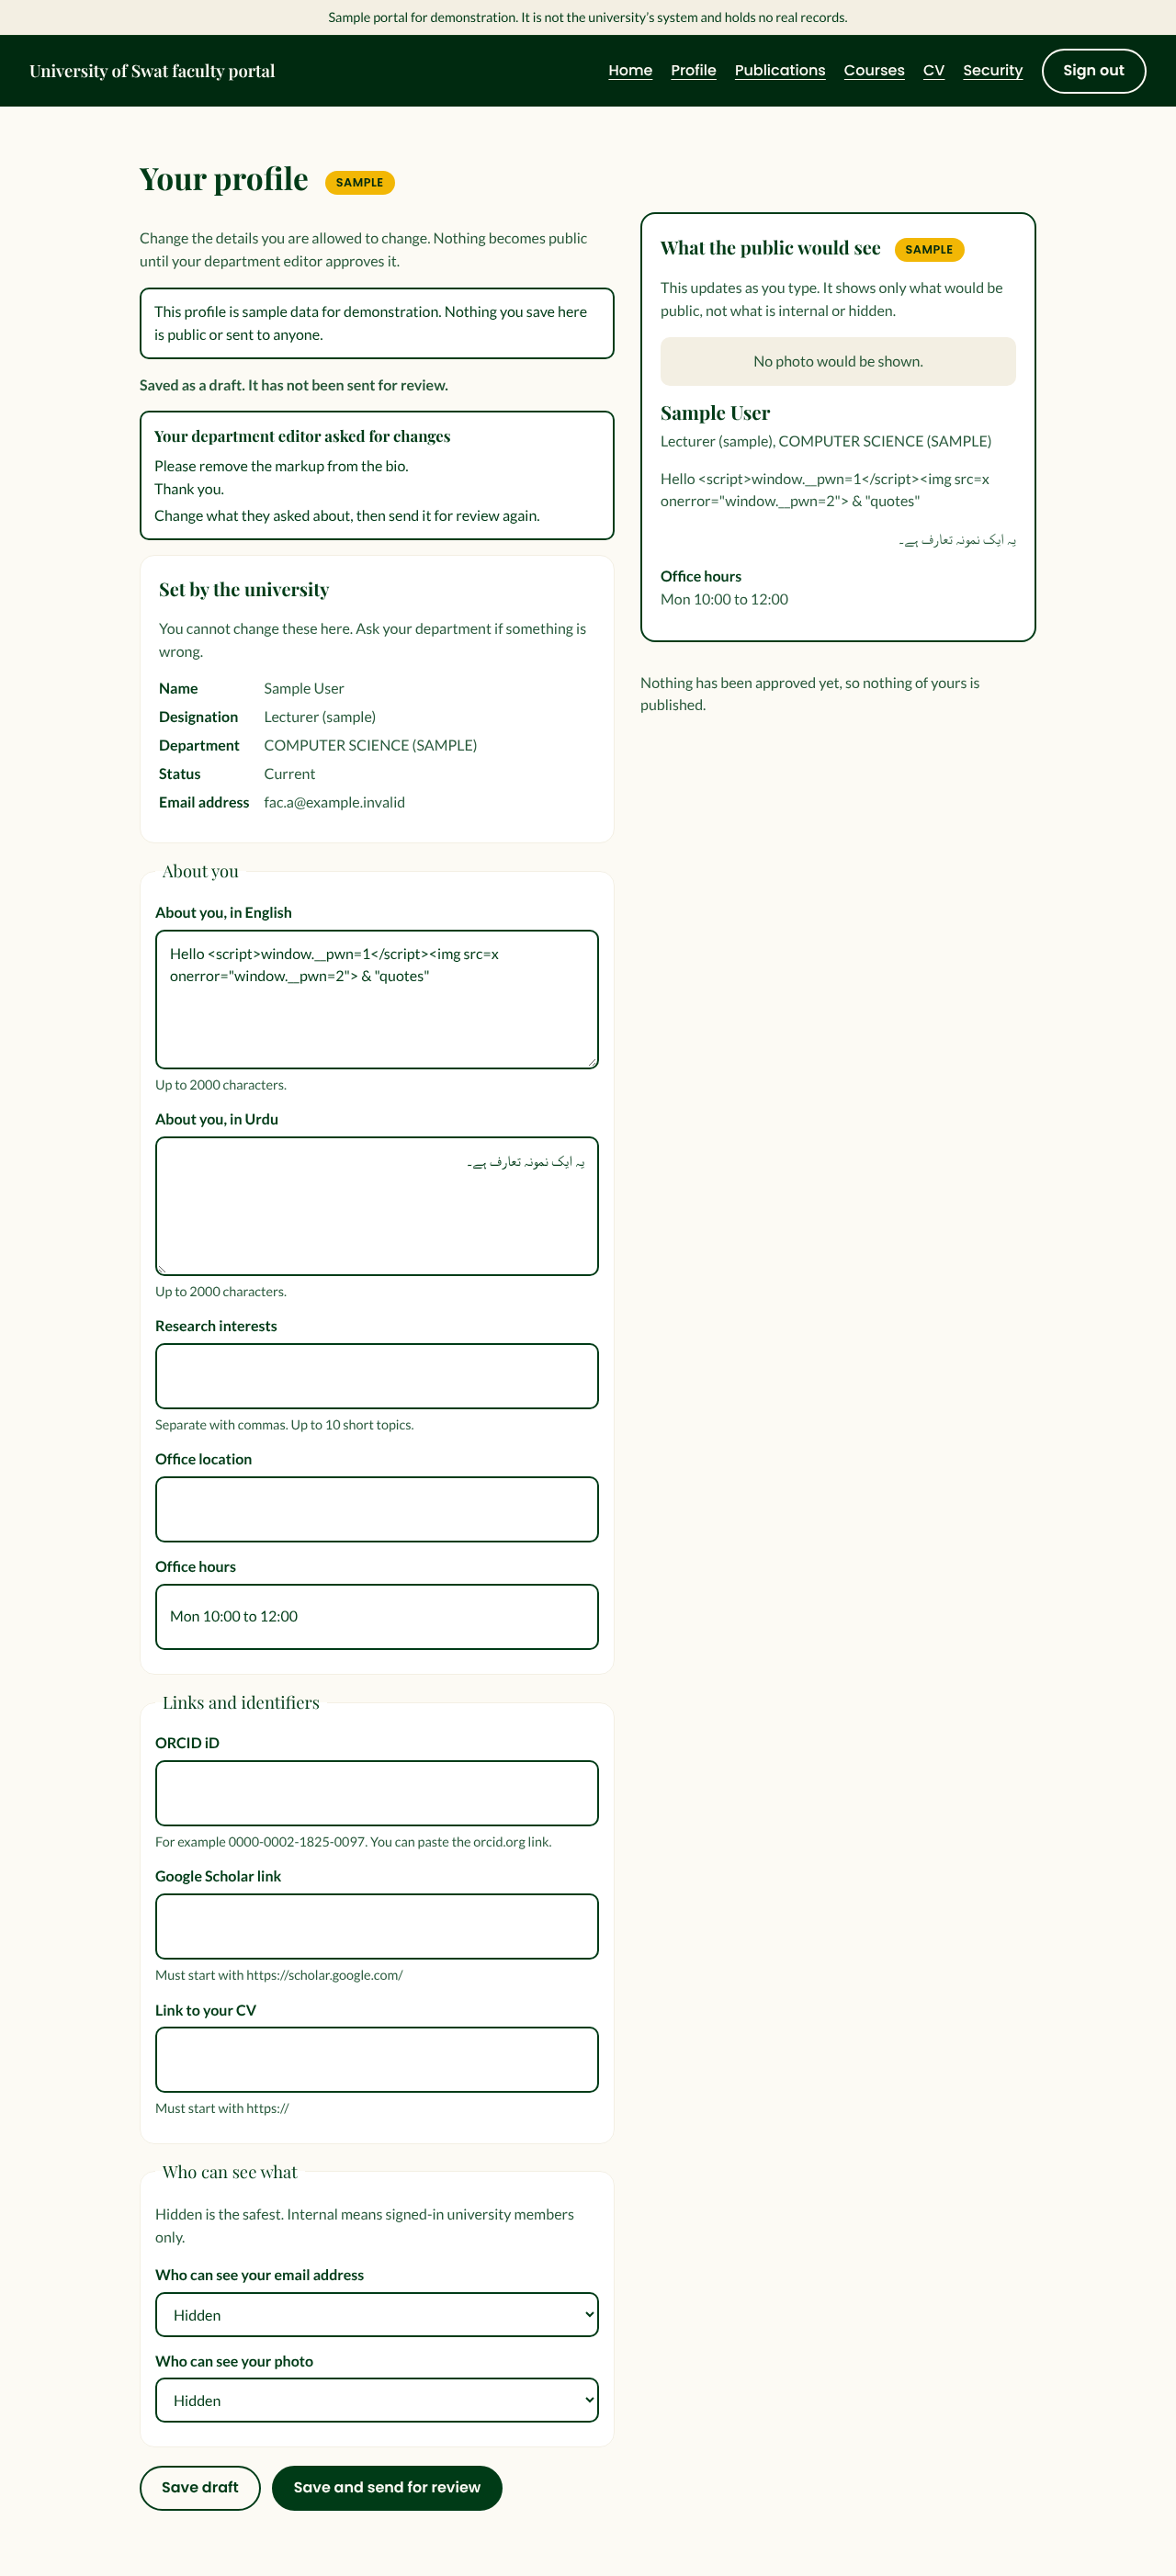 Sample portal for demonstration. It is not the university’s system and holds no real records.
University of Swat faculty portal
Home Profile Publications Courses CV Security Sign out
Your profile SAMPLE
Change the details you are allowed to change. Nothing becomes public
until your department editor approves it.
This profile is sample data for demonstration. Nothing you save here
is public or sent to anyone.
Saved as a draft. It has not been sent for review.
Your department editor asked for changes
Please remove the markup from the bio.
Thank you.
Change what they asked about, then send it for review again.
Set by the university
You cannot change these here. Ask your department if something is
wrong.
Name Sample User
Designation Lecturer (sample)
Department COMPUTER SCIENCE (SAMPLE)
Status Current
Email address fac.a@example.invalid
About you
About you, in English
Hello <script>window.__pwn=1</script><img src=x
onerror="window.__pwn=2"> & "quotes"
Up to 2000 characters.
About you, in Urdu
یہ ایک نمونہ تعارف ہے۔
Up to 2000 characters.
Research interests
Separate with commas. Up to 10 short topics.
Office location
Office hours
Mon 10:00 to 12:00
Links and identifiers
ORCID iD
For example 0000-0002-1825-0097. You can paste the orcid.org link.
Google Scholar link
Must start with https://scholar.google.com/
Link to your CV
Must start with https://
Who can see what
Hidden is the safest. Internal means signed-in university members
only.
Who can see your email address
Hidden
Who can see your photo
Hidden
Save draft Save and send for review
What the public would see SAMPLE
This updates as you type. It shows only what would be
public, not what is internal or hidden.
No photo would be shown.
Sample User
Lecturer (sample), COMPUTER SCIENCE (SAMPLE)
Hello <script>window.__pwn=1</script><img src=x
onerror="window.__pwn=2"> & "quotes"
یہ ایک نمونہ تعارف ہے۔
Office hours
Mon 10:00 to 12:00
Nothing has been approved yet, so nothing of yours is
published.